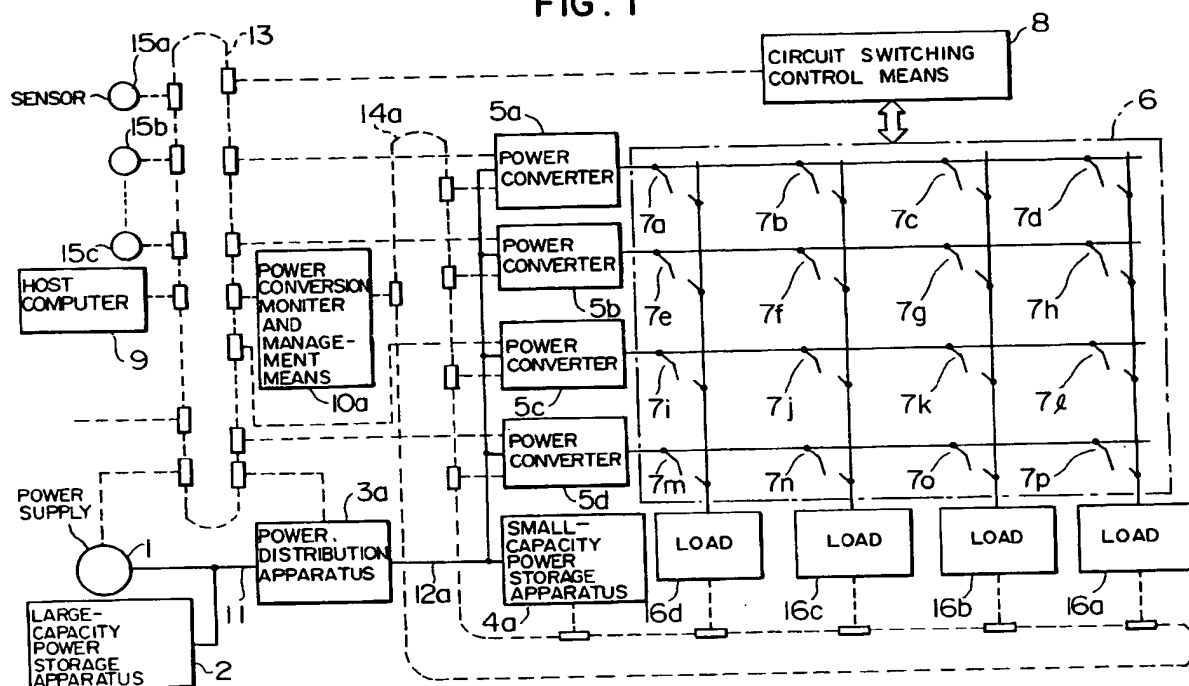 FIG. 1
15a
13
8
CIRCUIT SWITCHING
CONTROL MEANS
SENSOR
15b
14a
5a
6
POWER
CONVERTER
7a
7b
7c
7d
15c
POWER
CONVERSION
MONITER
AND
MANAGE-
MENT
MEANS
10a
POWER
CONVERTER
5b
7e
7f
7g
7h
HOST
COMPUTER
9
POWER
CONVERTER
5c
7i
7j
7k
7l
POWER
CONVERTER
5d
7m
7n
7o
7p
POWER
SUPPLY
1
3a
POWER.
DISTRIBUTION
APPARATUS
11
12a
SMALL-
CAPACITY
POWER
STORAGE
APPARATUS
4a
LOAD
LOAD
LOAD
LOAD
16d
16c
16b
16a
LARGE-
CAPACITY
POWER
STORAGE
APPARATUS
2